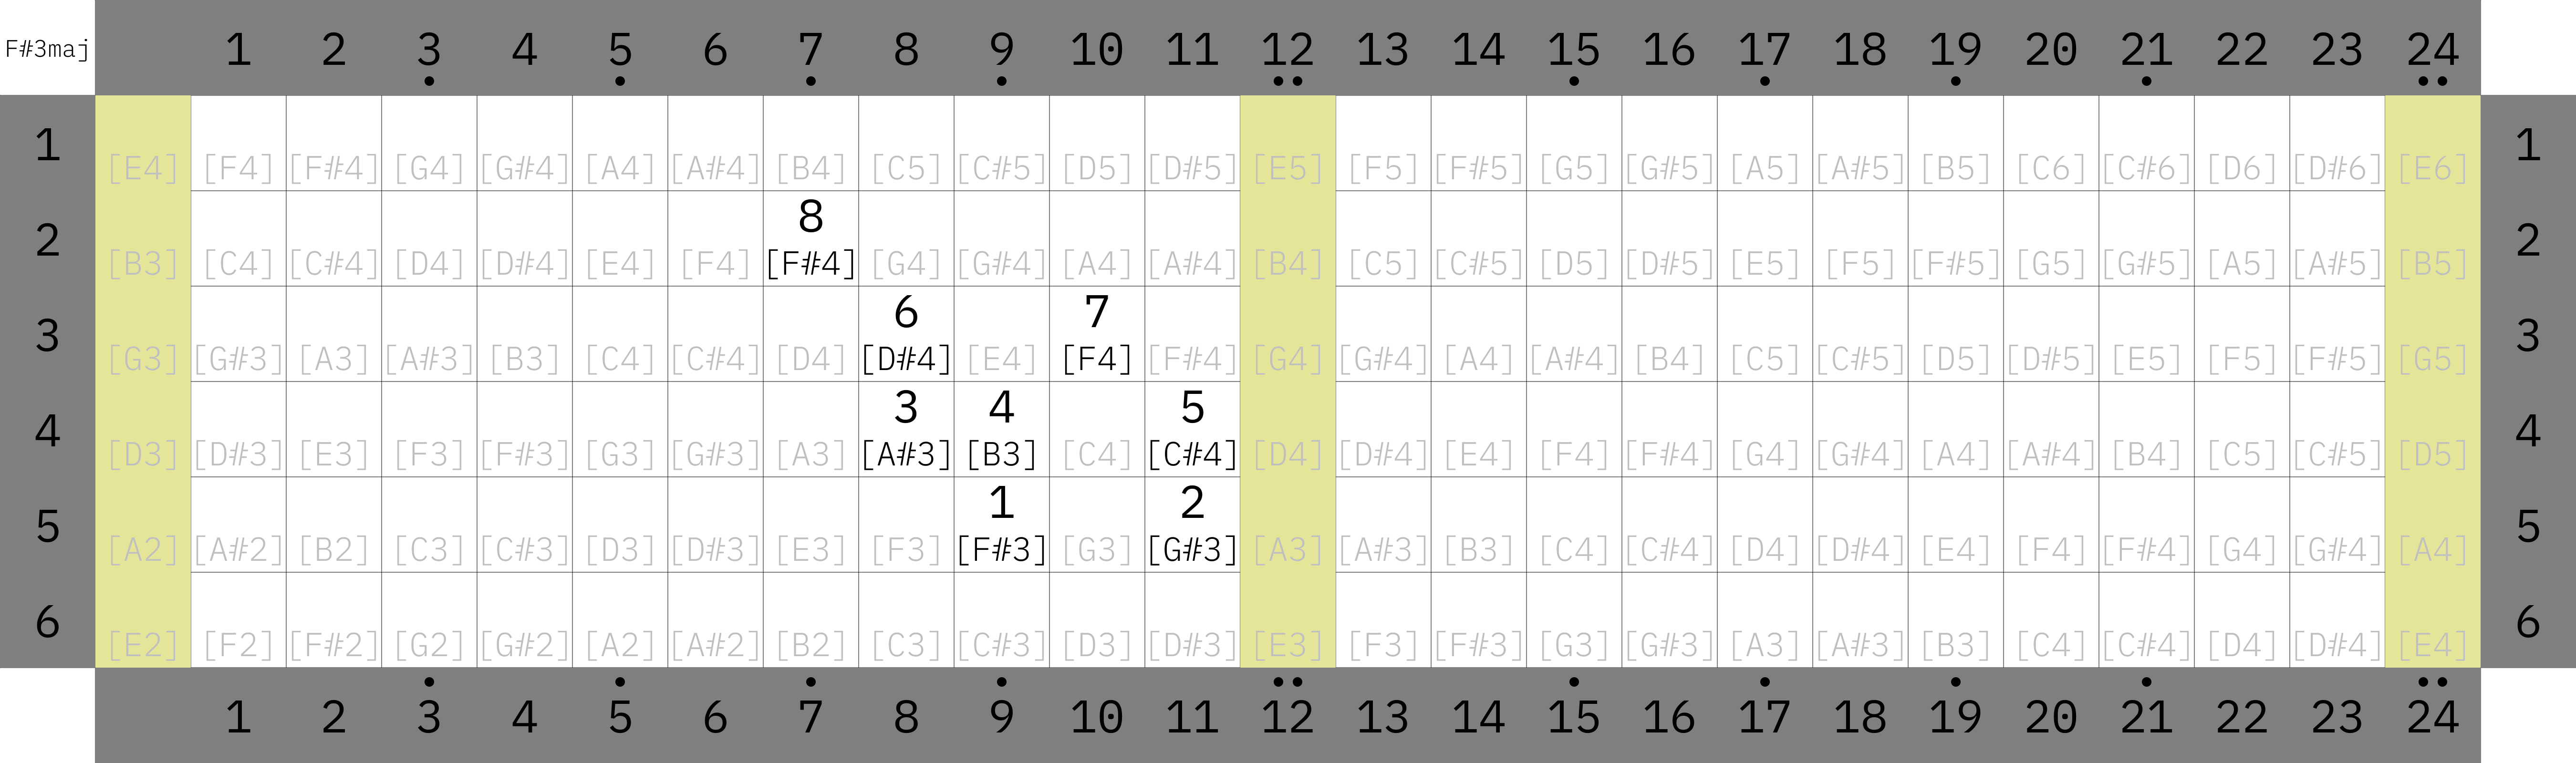 F#3maj 1 2 3 4 5 6 7 8 9 10 11 12 13 14 15 16 17 18 19 20 21 22 23 24
1 [E4] [F4] [F#4] [G4] [G#4] [A4] [A#4] [B4] [C5] [C#5] [D5] [D#5] [E5] [F5] [F#5] [G5] [G#5] [A5] [A#5] [B5] [C6] [C#6] [D6] [D#6] [E6] 1
8
2 [B3] [C4] [C#4] [D4] [D#4] [E4] [F4] [F#4] [G4] [G#4] [A4] [A#4] [B4] [C5] [C#5] [D5] [D#5] [E5] [F5] [F#5] [G5] [G#5] [A5] [A#5] [B5] 2
6 7
3 [G3] [G#3] [A3] [A#3] [B3] [C4] [C#4] [D4] [D#4] [E4] [F4] [F#4] [G4] [G#4] [A4] [A#4] [B4] [C5] [C#5] [D5] [D#5] [E5] [F5] [F#5] [G5] 3
3 4 5
4 [D3] [D#3] [E3] [F3] [F#3] [G3] [G#3] [A3] [A#3] [B3] [C4] [C#4] [D4] [D#4] [E4] [F4] [F#4] [G4] [G#4] [A4] [A#4] [B4] [C5] [C#5] [D5] 4
1 2
5 [A2] [A#2] [B2] [C3] [C#3] [D3] [D#3] [E3] [F3] [F#3] [G3] [G#3] [A3] [A#3] [B3] [C4] [C#4] [D4] [D#4] [E4] [F4] [F#4] [G4] [G#4] [A4] 5
6 [E2] [F2] [F#2] [G2] [G#2] [A2] [A#2] [B2] [C3] [C#3] [D3] [D#3] [E3] [F3] [F#3] [G3] [G#3] [A3] [A#3] [B3] [C4] [C#4] [D4] [D#4] [E4] 6
1 2 3 4 5 6 7 8 9 10 11 12 13 14 15 16 17 18 19 20 21 22 23 24